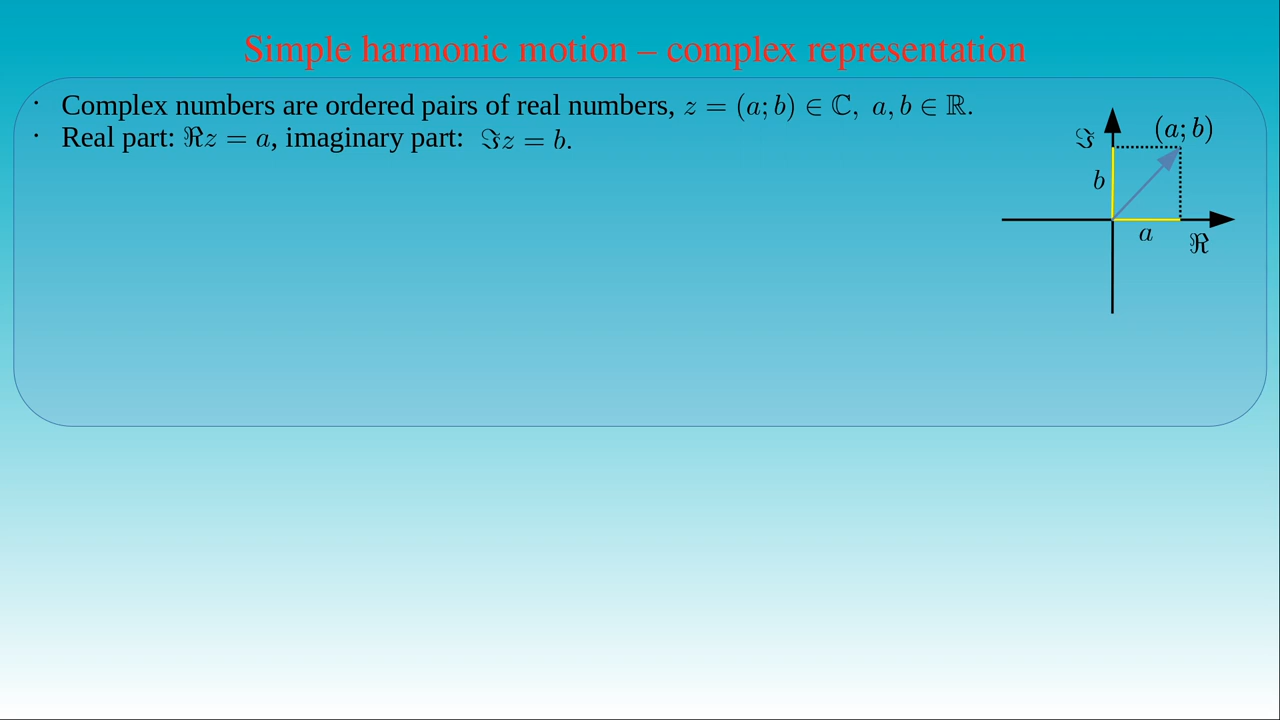 Simple harmonic motion – complex representation
· Complex numbers are ordered pairs of real numbers, z = (a; b) ∈ ℂ, a, b ∈ ℝ.
· Real part: ℜz = a, imaginary part: ℑz = b.
ℑ
(a; b)
b
a
ℜ